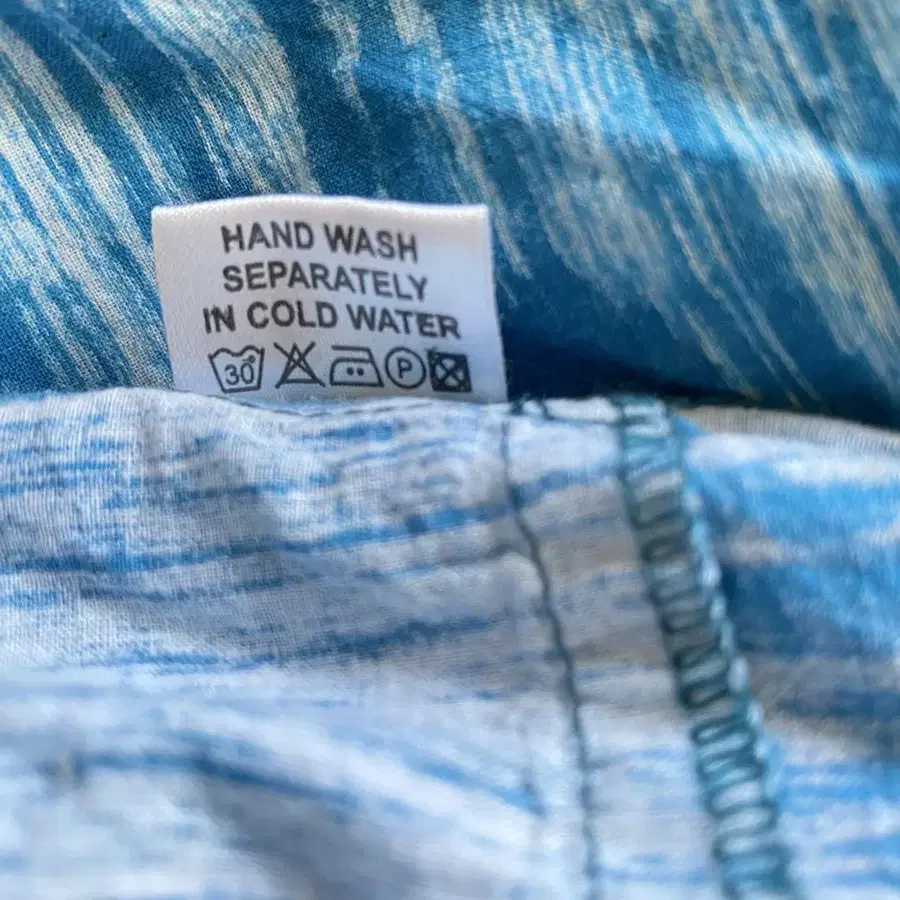 HAND WASH
SEPARATELY
IN COLD WATER
30° P